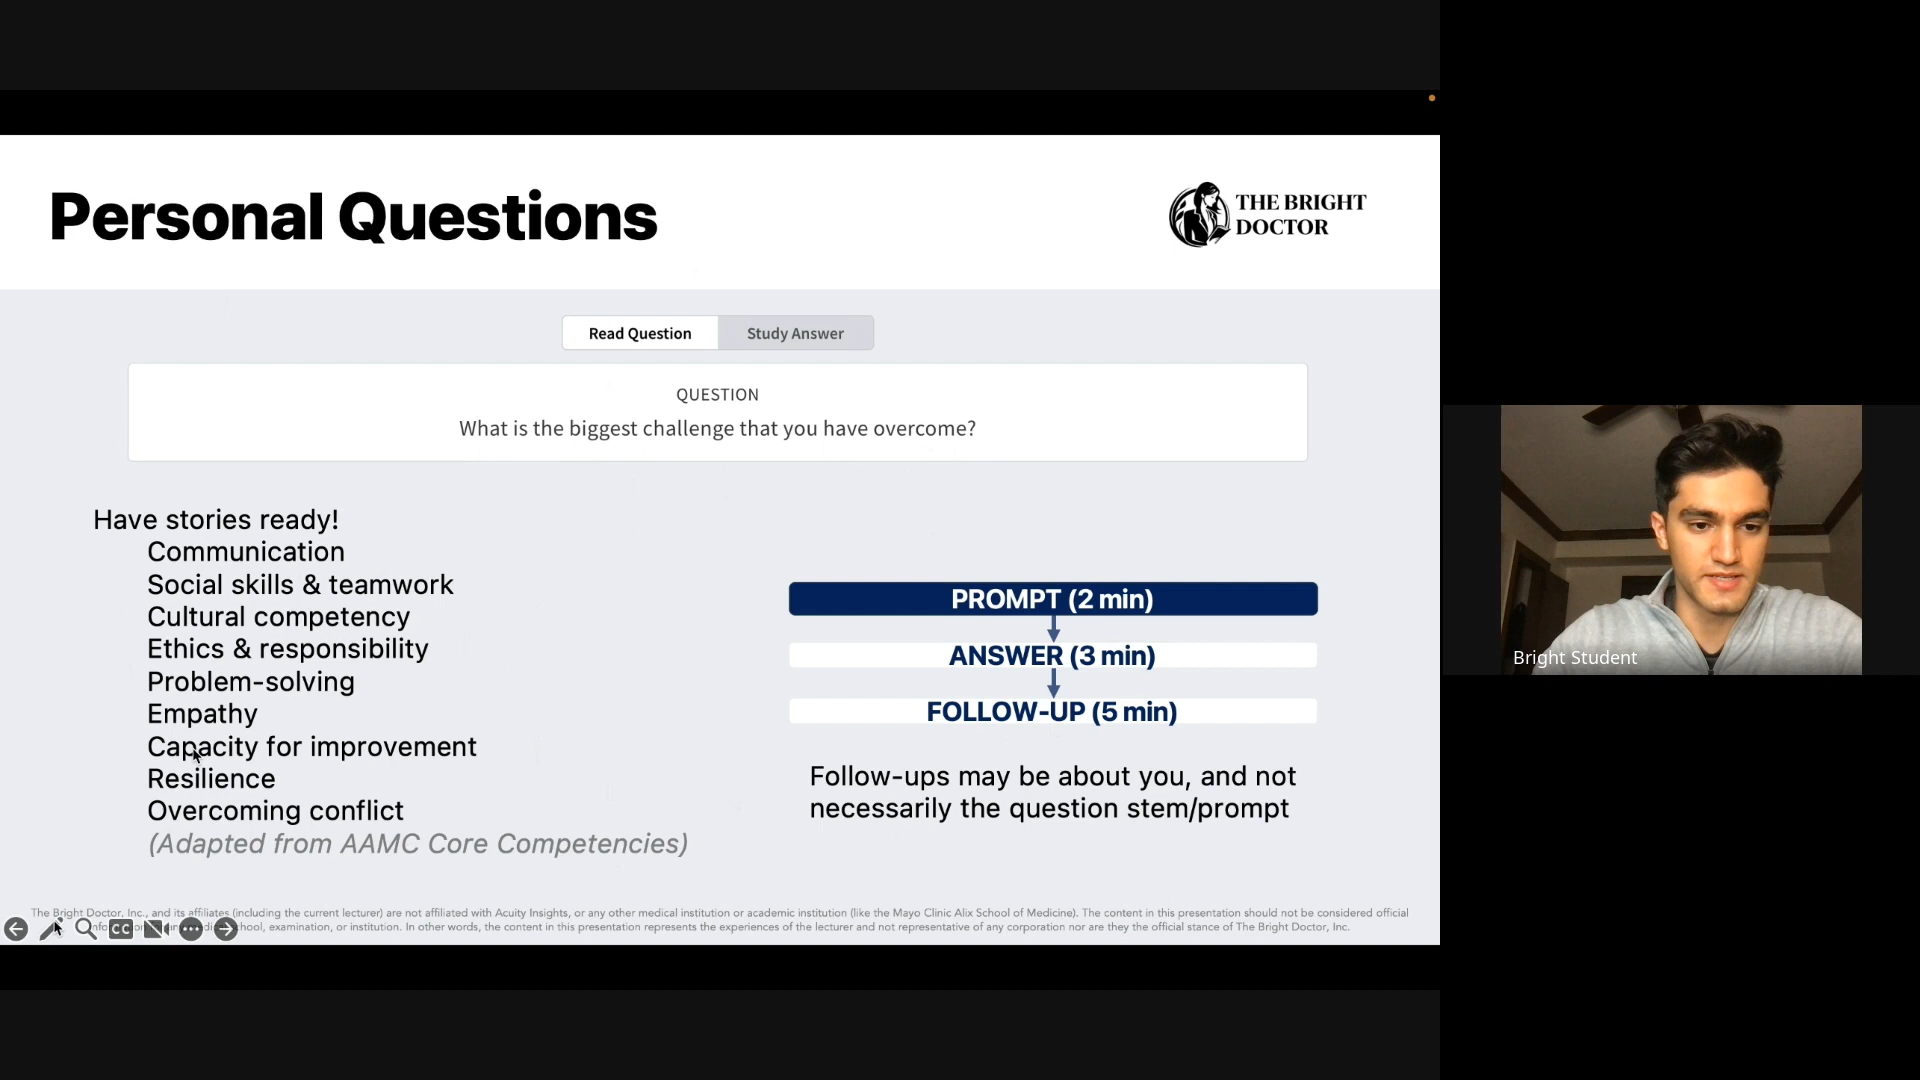 Personal Questions
THE BRIGHT
DOCTOR
Read Question
Study Answer
QUESTION
What is the biggest challenge that you have overcome?
Have stories ready!
Communication
Social skills & teamwork
Cultural competency
Ethics & responsibility
Problem-solving
Empathy
Capacity for improvement
Resilience
Overcoming conflict
(Adapted from AAMC Core Competencies)
PROMPT (2 min)
ANSWER (3 min)
FOLLOW-UP (5 min)
Follow-ups may be about you, and not
necessarily the question stem/prompt
Bright Student
The Bright Doctor, Inc., and its affiliates (including the current lecturer) are not affiliated with Acuity Insights, or any other medical institution or academic institution (like the Mayo Clinic Alix School of Medicine). The content in this presentation should not be considered official
examination, or institution. In other words, the content in this presentation represents the experiences of the lecturer and not representative of any corporation nor are they the official stance of The Bright Doctor, Inc.
CC